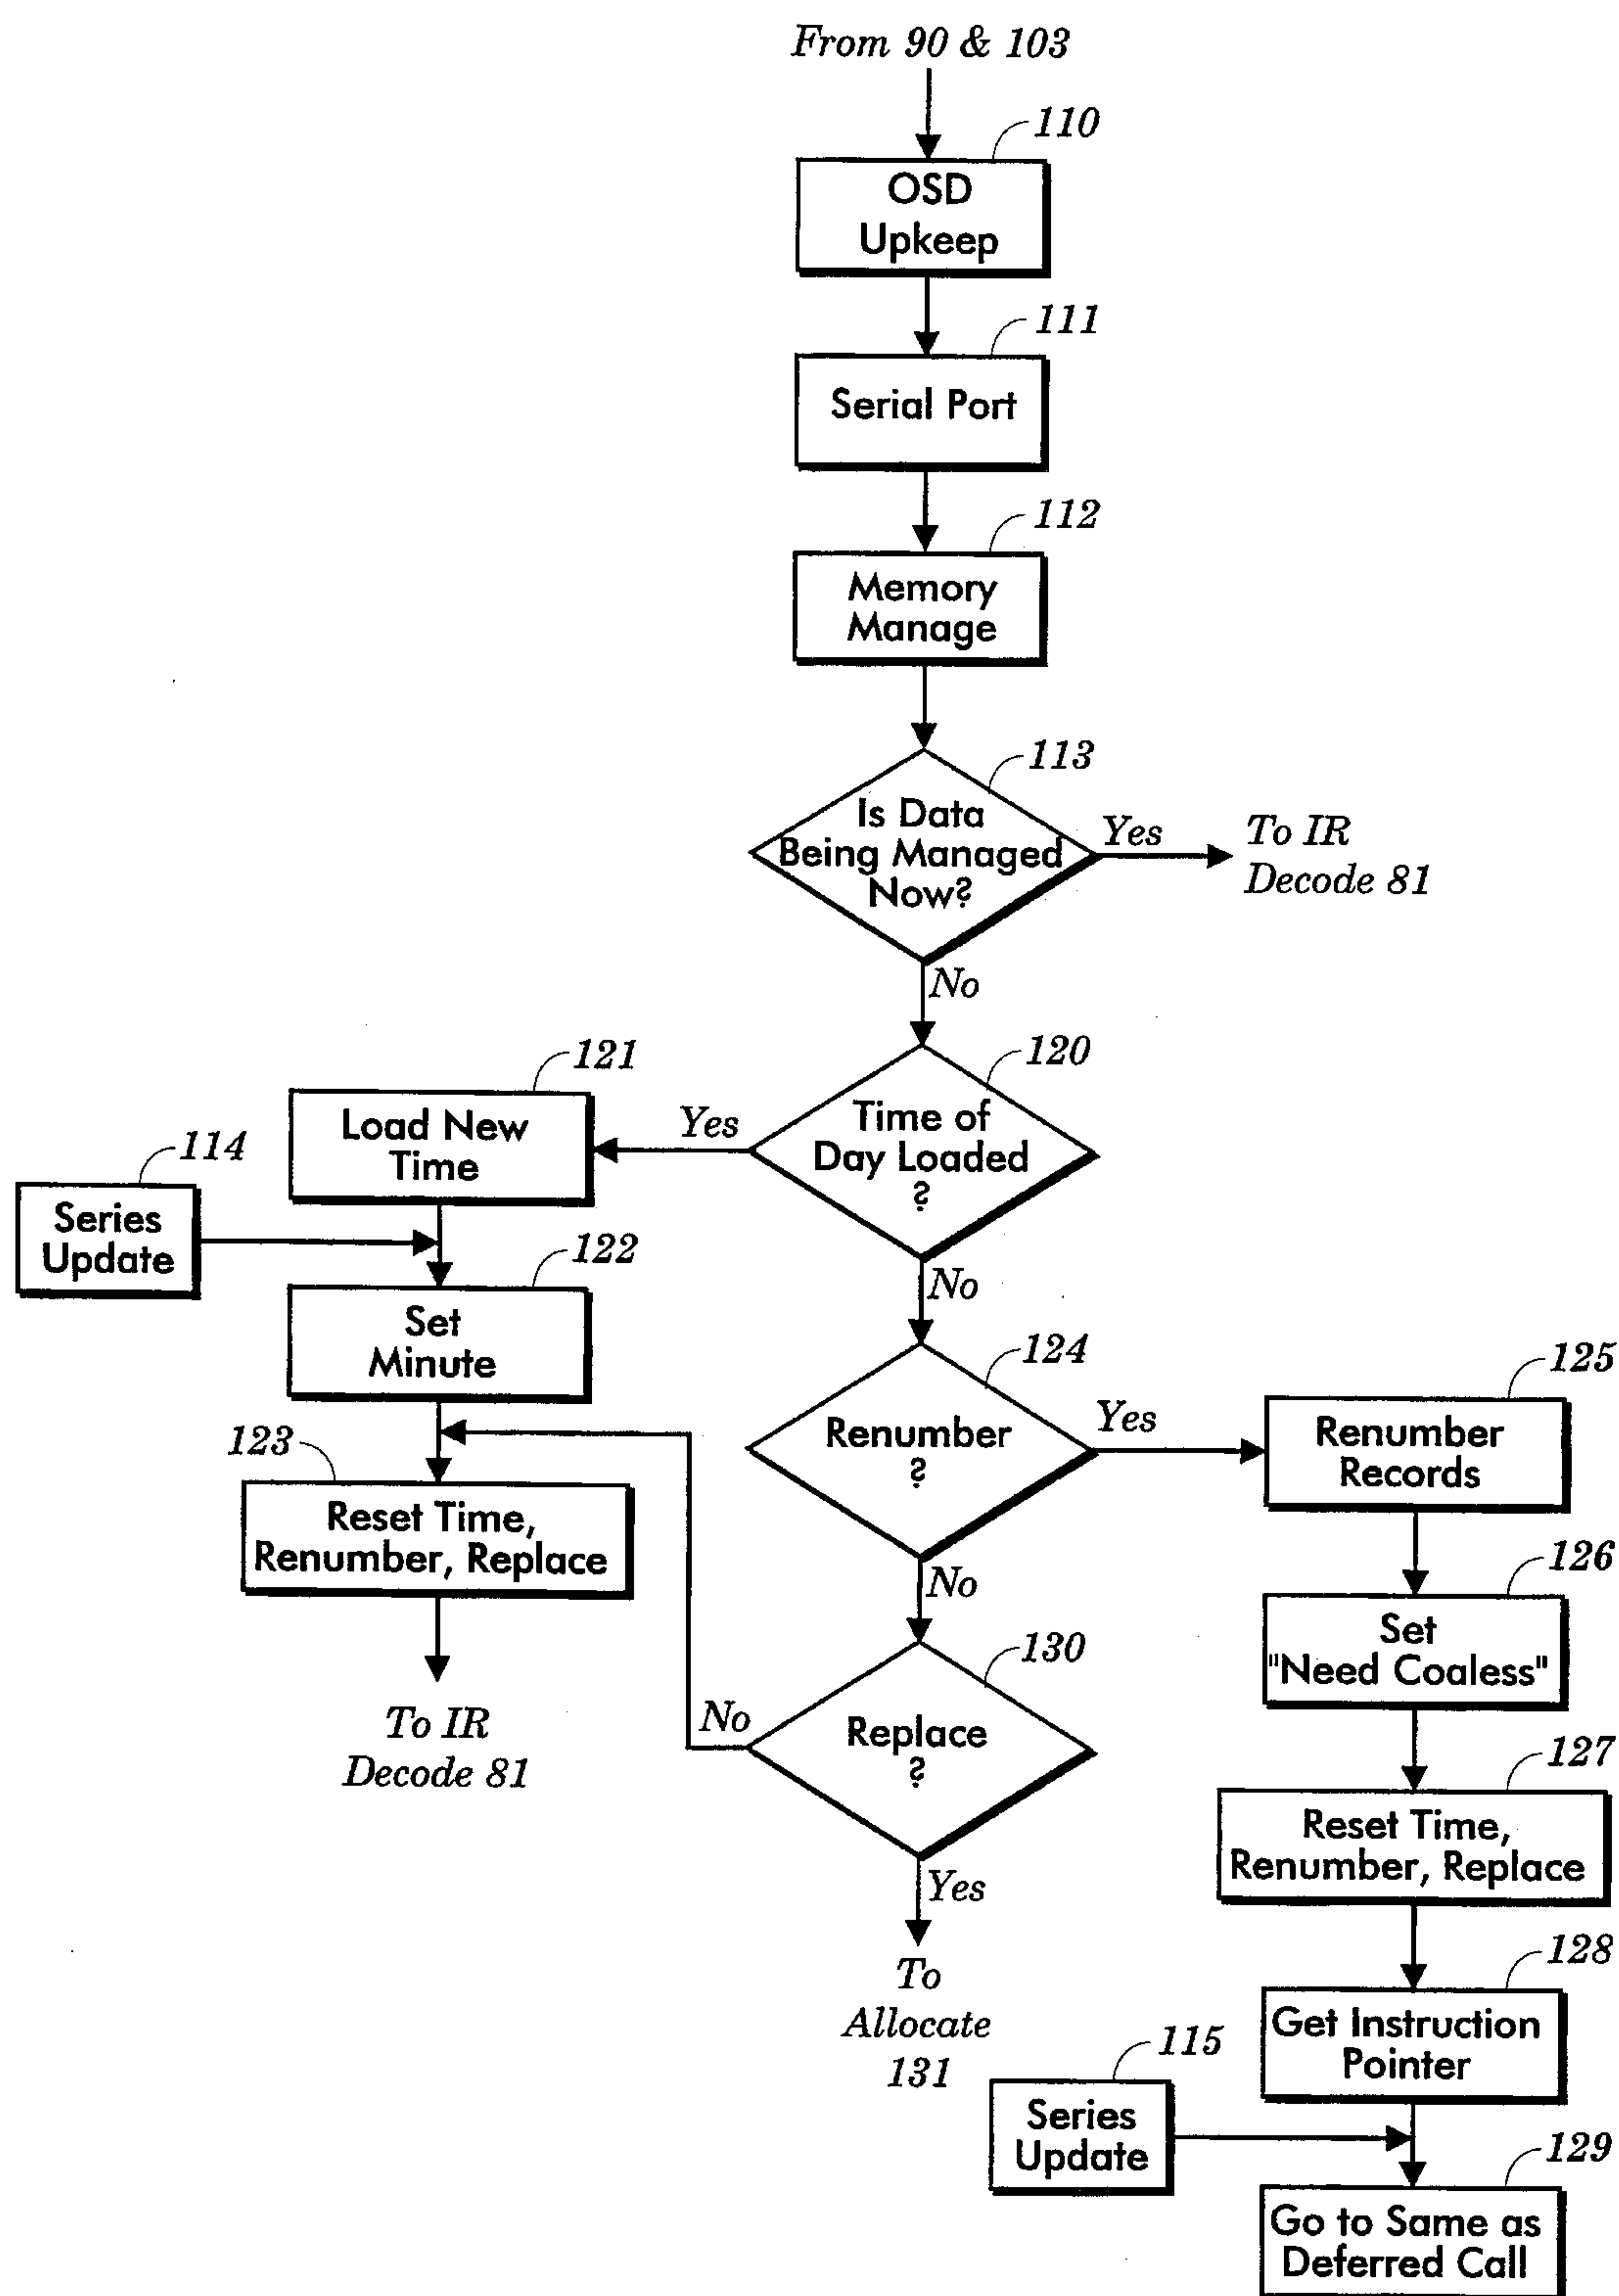 From 90 & 103
110
OSD
Upkeep
111
Serial Port
112
Memory
Manage
113
Is Data
Being Managed
Now?
Yes
To IR
Decode 81
No
120
Time of
Day Loaded
?
Yes
121
Load New
Time
114
Series
Update
122
Set
Minute
No
124
Renumber
?
Yes
125
Renumber
Records
123
Reset Time,
Renumber, Replace
To IR
Decode 81
126
Set
"Need Coaless"
No
130
Replace
?
No
127
Reset Time,
Renumber, Replace
Yes
To
Allocate
131
128
Get Instruction
Pointer
115
Series
Update
129
Go to Same as
Deferred Call